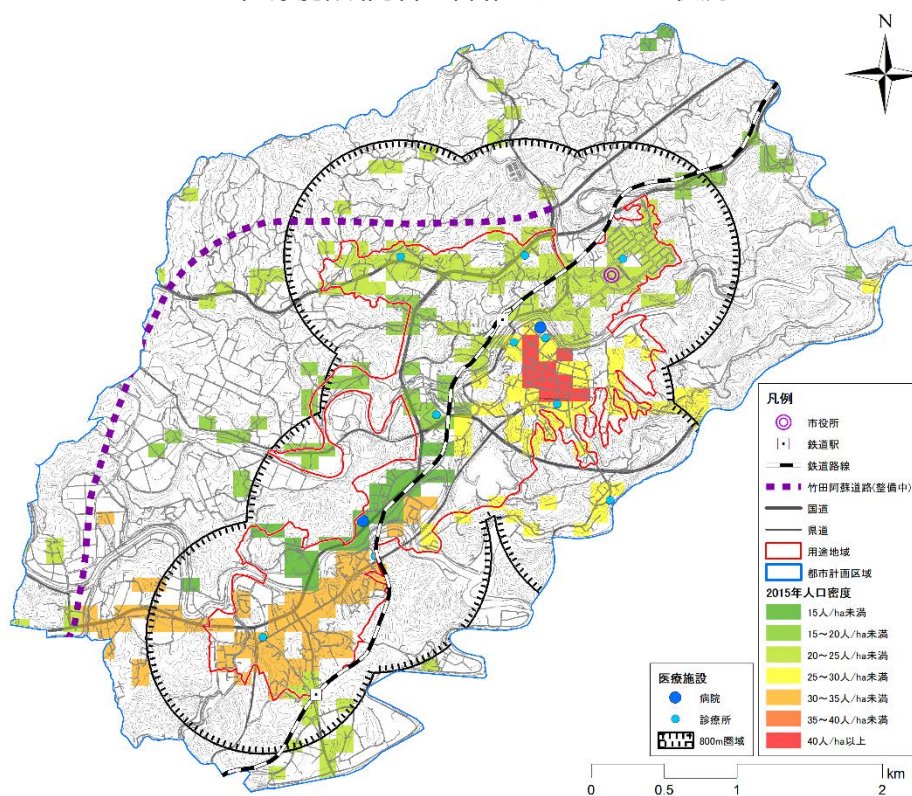 N
凡例
市役所
鉄道駅
鉄道路線
竹田阿蘇道路(整備中)
国道
県道
用途地域
都市計画区域
2015年人口密度
15人/ha未満
15～20人/ha未満
20～25人/ha未満
25～30人/ha未満
30～35人/ha未満
35～40人/ha未満
40人/ha以上
医療施設
病院
診療所
800m圏域
km
0 0.5 1 2